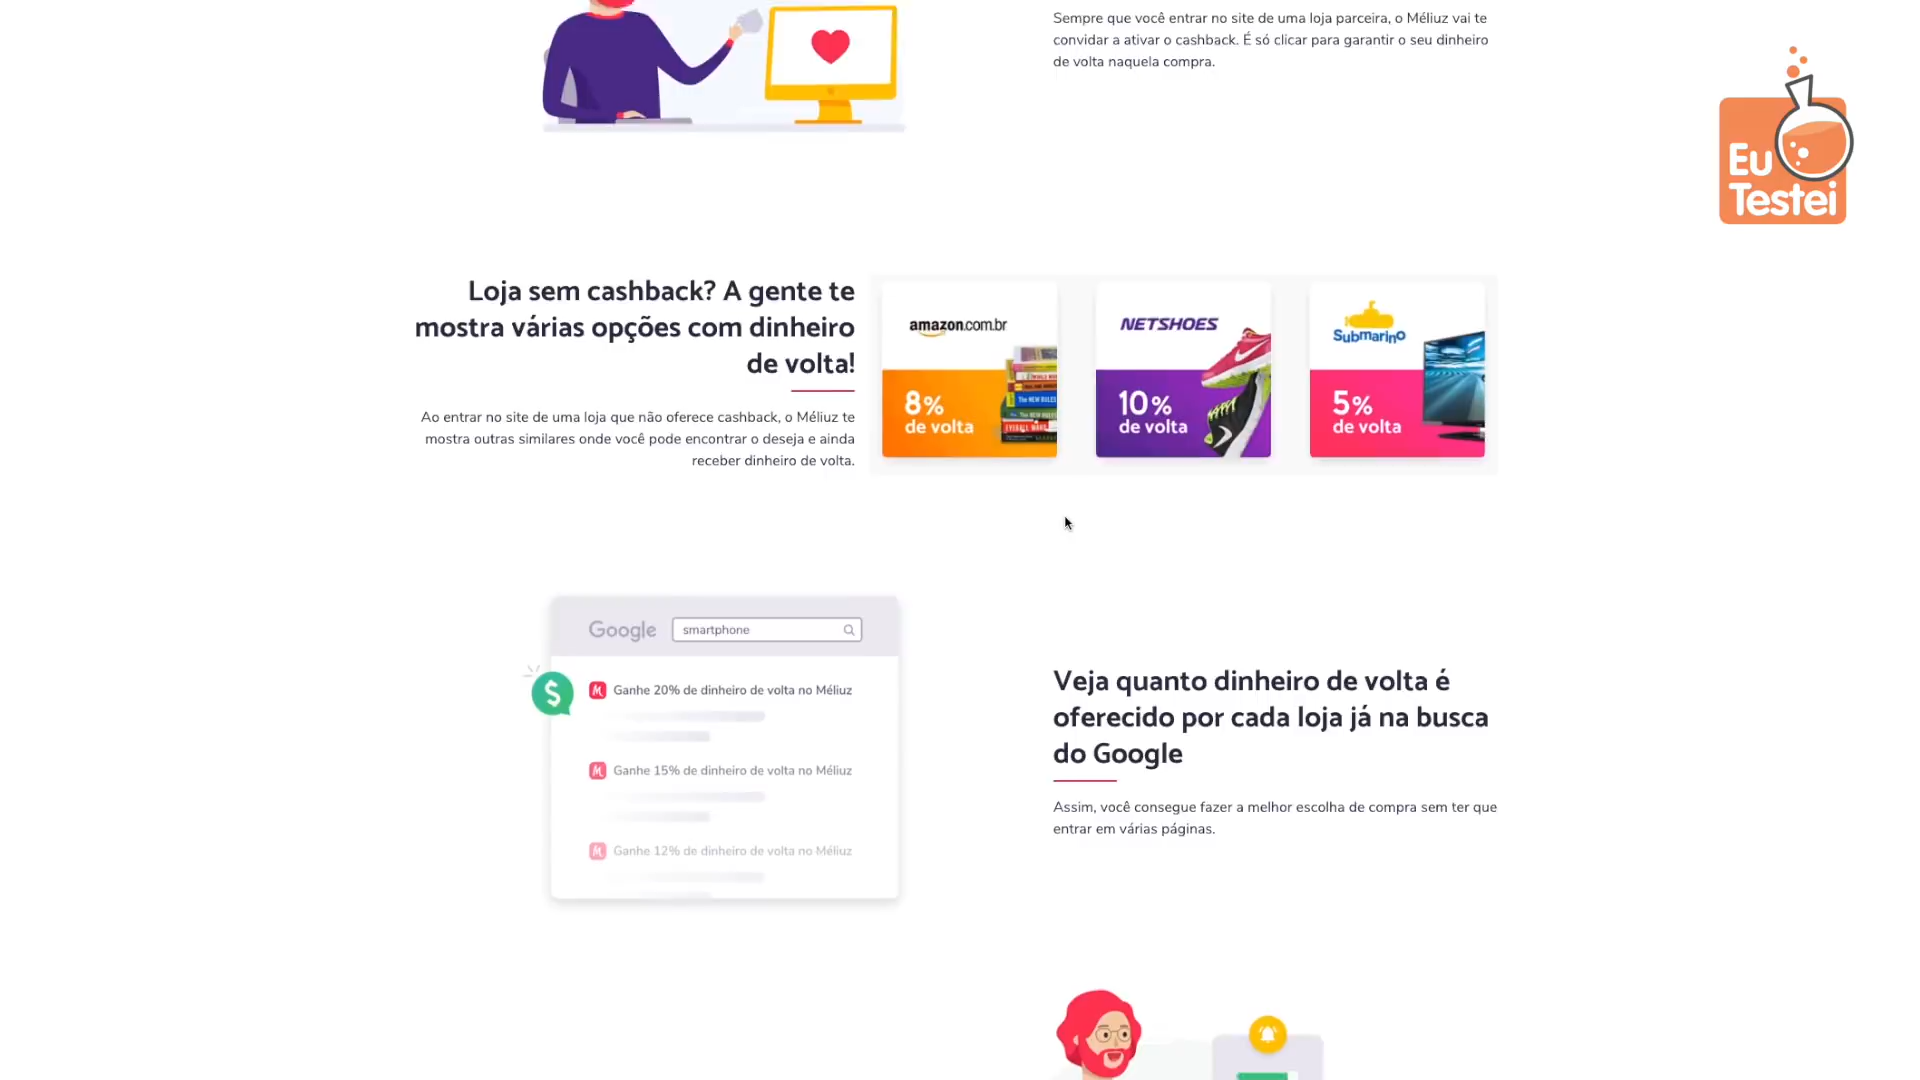 Sempre que você entrar no site de uma loja parceira, o Méliuz vai te
convidar a ativar o cashback. É só clicar para garantir o seu dinheiro
de volta naquela compra.
Eu
Testei
Loja sem cashback? A gente te
mostra várias opções com dinheiro
de volta!
Ao entrar no site de uma loja que não oferece cashback, o Méliuz te
mostra outras similares onde você pode encontrar o deseja e ainda
receber dinheiro de volta.
amazon.com.br
8%
de volta
NETSHOES
10%
de volta
Submarino
5%
de volta
Google
smartphone
$
Ganhe 20% de dinheiro de volta no Méliuz
Ganhe 15% de dinheiro de volta no Méliuz
Ganhe 12% de dinheiro de volta no Méliuz
Veja quanto dinheiro de volta é
oferecido por cada loja já na busca
do Google
Assim, você consegue fazer a melhor escolha de compra sem ter que
entrar em várias páginas.